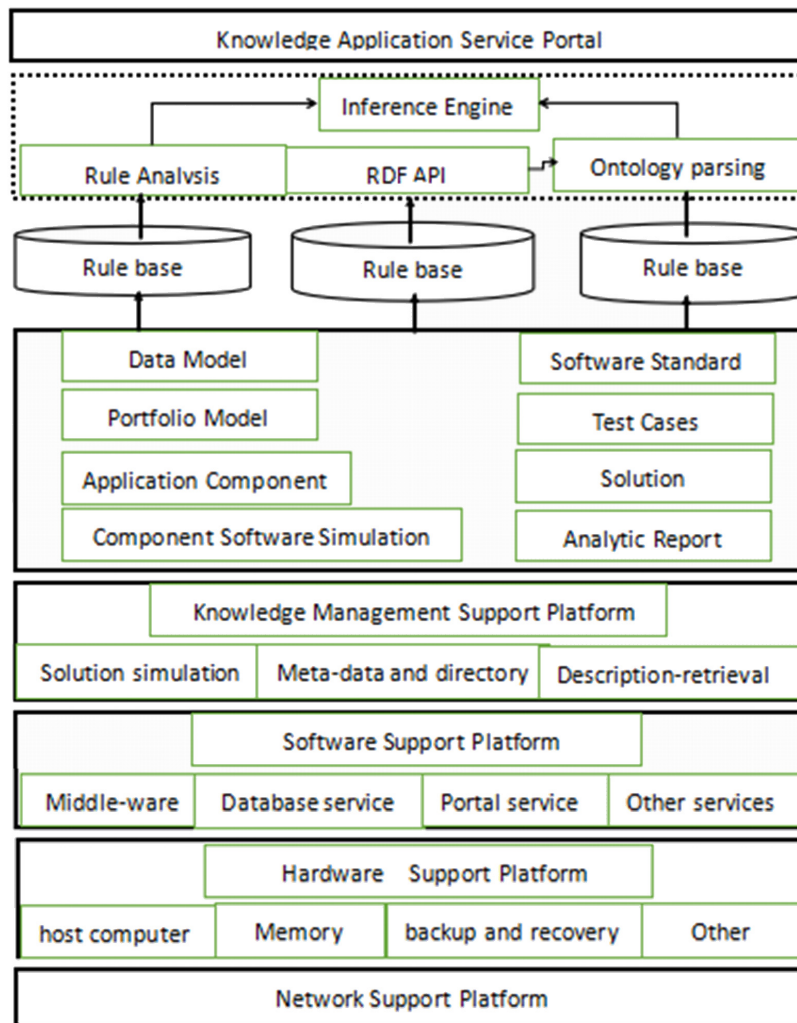 Knowledge Application Service Portal
Inference Engine
Rule Analysis
RDF API
Ontology parsing
Rule base
Rule base
Rule base
Data Model
Software Standard
Portfolio Model
Test Cases
Application Component
Solution
Component Software Simulation
Analytic Report
Knowledge Management Support Platform
Solution simulation
Meta-data and directory
Description-retrieval
Software Support Platform
Middle-ware
Database service
Portal service
Other services
Hardware Support Platform
host computer
Memory
backup and recovery
Other
Network Support Platform